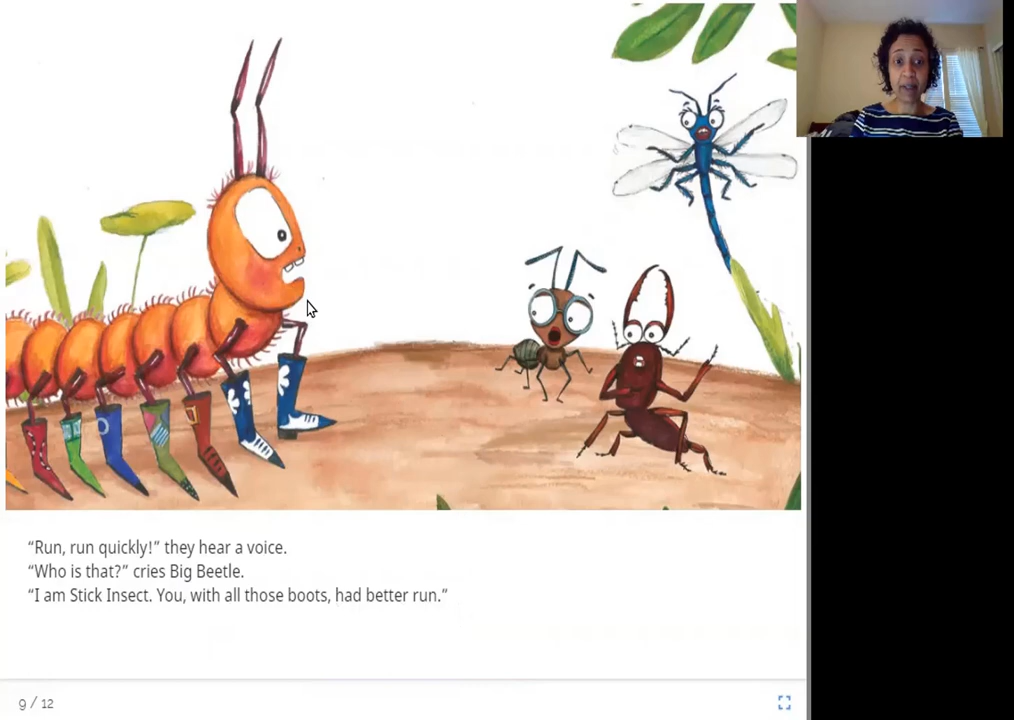 “Run, run quickly!” they hear a voice.
“Who is that?” cries Big Beetle.
“I am Stick Insect. You, with all those boots, had better run.”
9 / 12